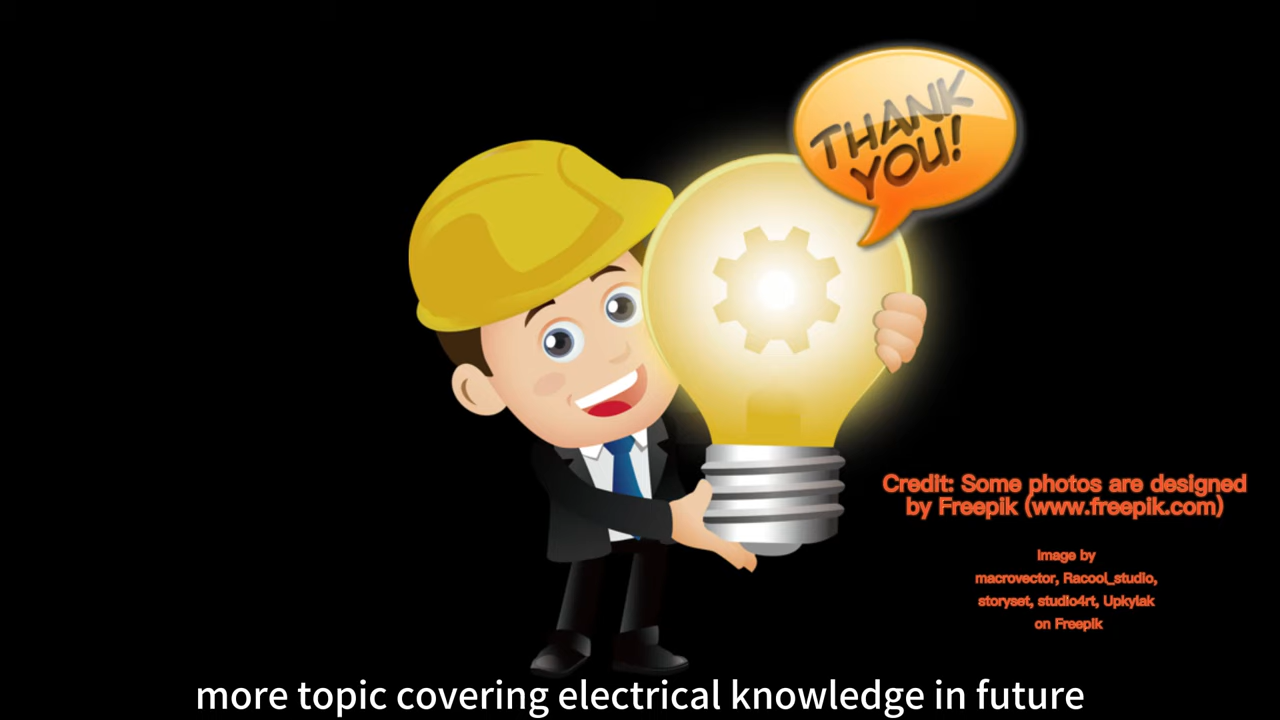 THANK
YOU!
Credit: Some photos are designed
by Freepik (www.freepik.com)
Image by
macrovector, Racool_studio,
storyset, studio4rt, Upkylak
on Freepik
more topic covering electrical knowledge in future